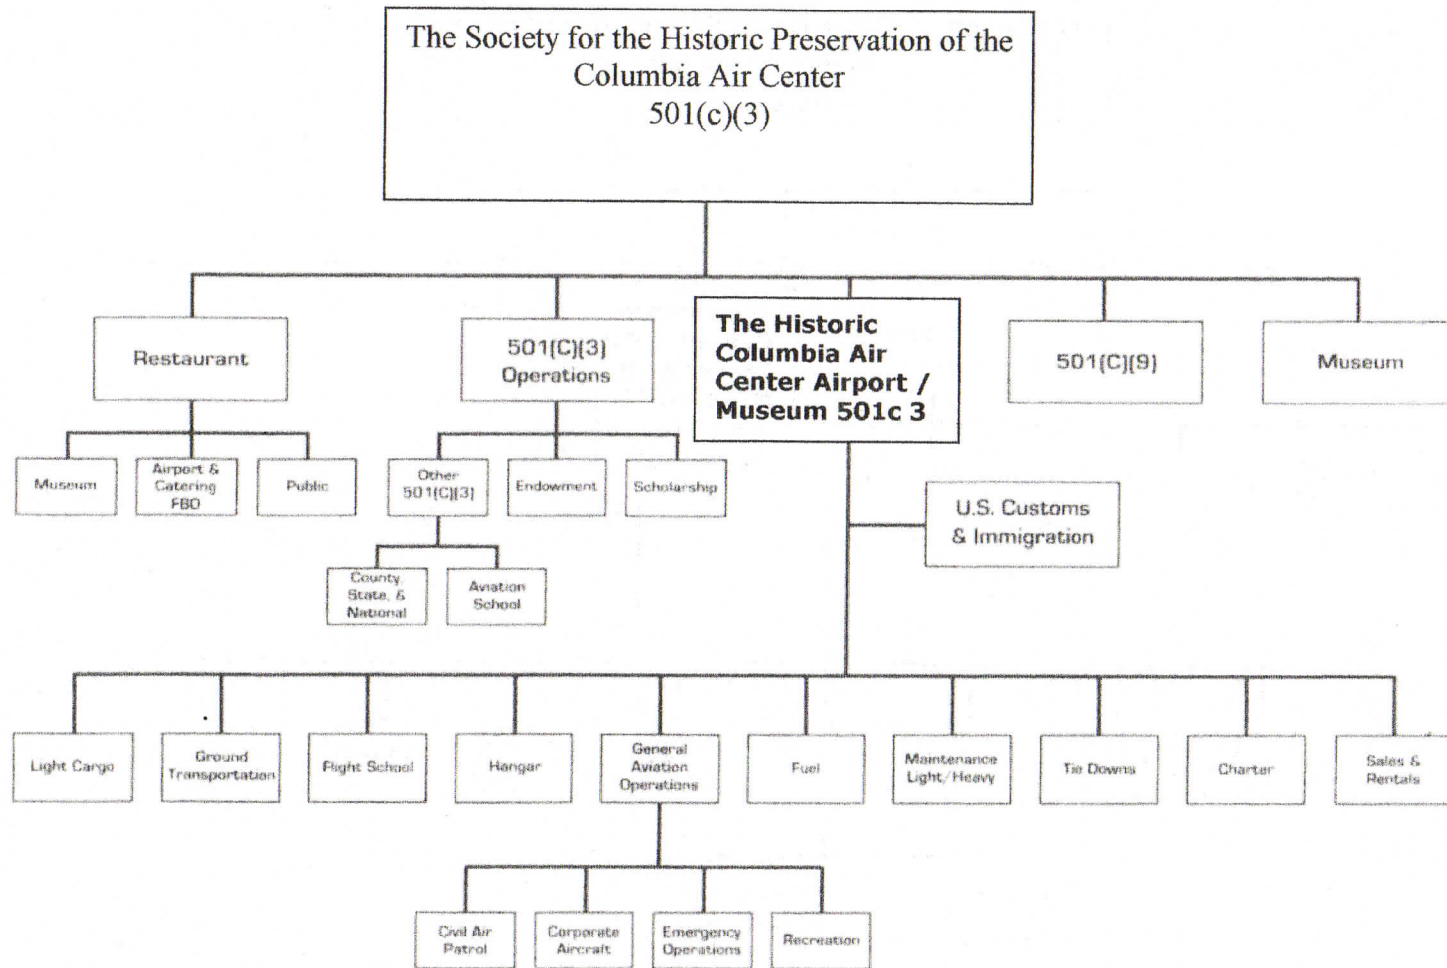 The Society for the Historic Preservation of the
Columbia Air Center
501(c)(3)
Restaurant
501(C)(3)
Operations
The Historic
Columbia Air
Center Airport /
Museum 501c 3
501(C)(9)
Museum
Museum
Airport &
Catering
FBO
Public
Other
501(C)(3)
Endowment
Scholarship
U.S. Customs
& Immigration
County,
State, &
National
Aviation
School
Light Cargo
Ground
Transportation
Flight School
Hangar
General
Aviation
Operations
Fuel
Maintenance
Light/Heavy
Tie Downs
Charter
Sales &
Rentals
Civil Air
Patrol
Corporate
Aircraft
Emergency
Operations
Recreation